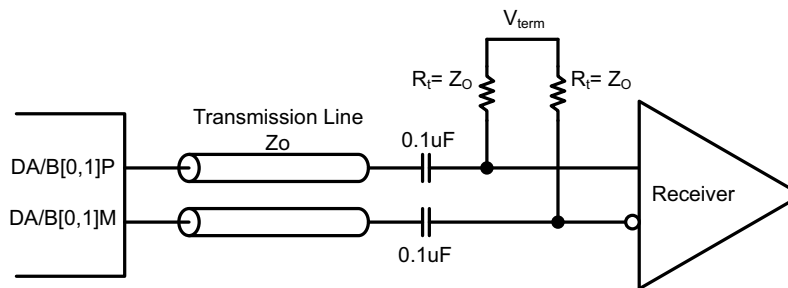 Vterm
Rt= ZO
Rt= ZO
Transmission Line
Zo
0.1uF
DA/B[0,1]P
Receiver
DA/B[0,1]M
0.1uF